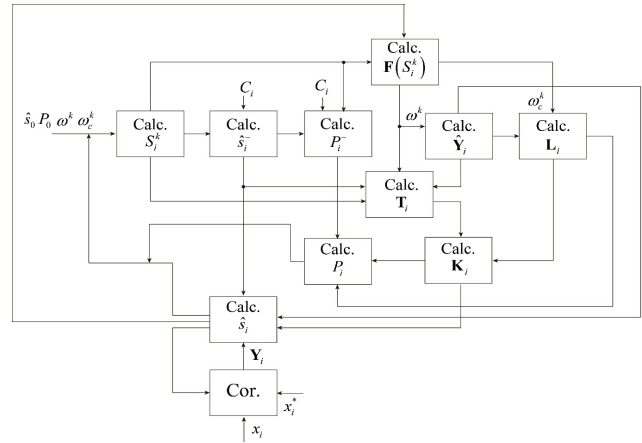 Calc.
F(S_i^k)
C_i
C_i
ŝ_0 P_0 ω^k ω_c^k
Calc.
S_i^k
Calc.
ŝ_i^-
Calc.
P_i^-
ω^k
Calc.
Ŷ_i
ω_c^k
Calc.
L_i
Calc.
T_i
Calc.
P_i
Calc.
K_i
Calc.
ŝ_i
Y_i
Cor.
x_i^*
x_i